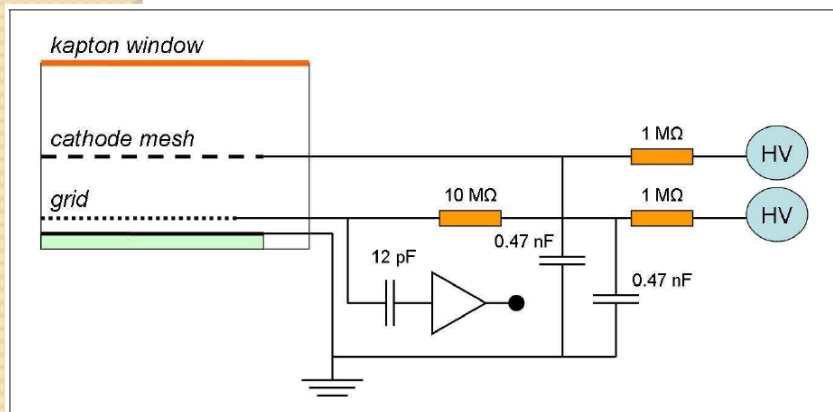 kapton window
cathode mesh
grid
1 MΩ
HV
10 MΩ
1 MΩ
HV
12 pF
0.47 nF
0.47 nF